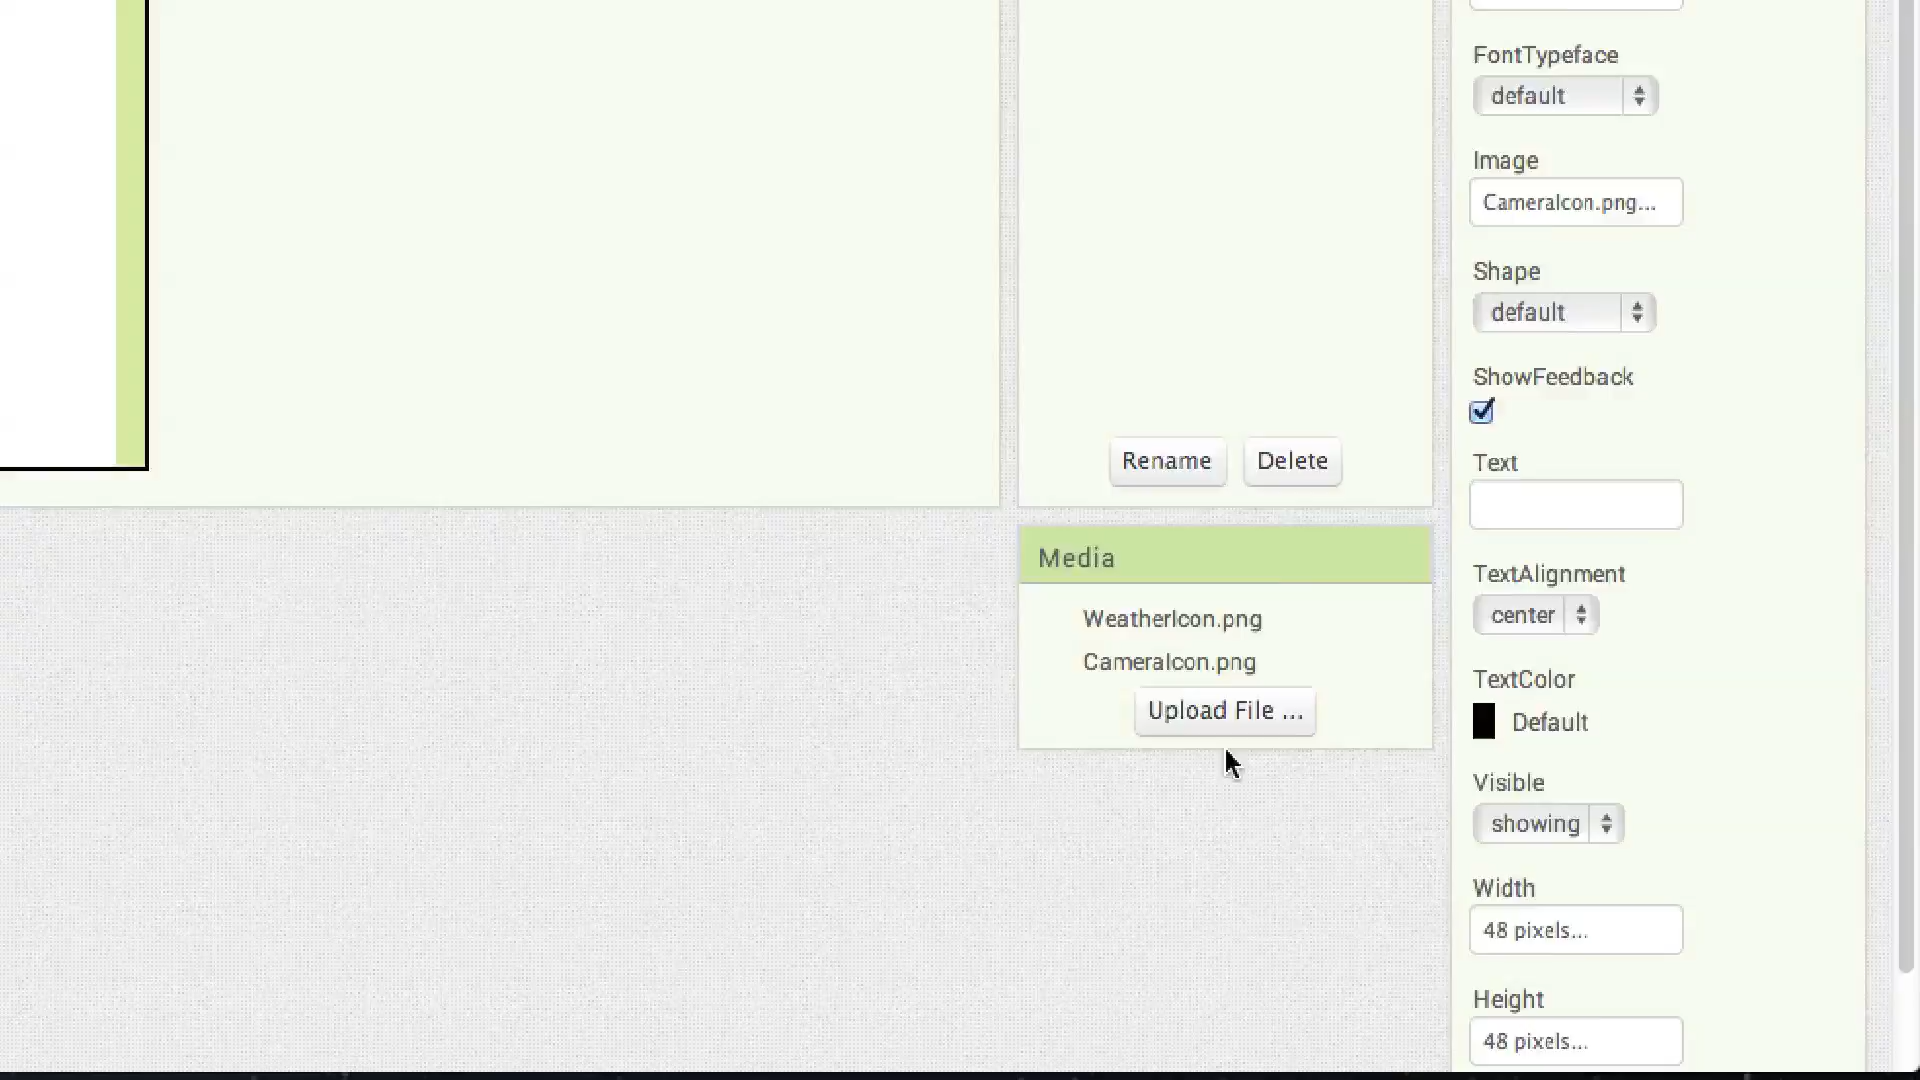 Rename
Delete
Media
WeatherIcon.png
CameraIcon.png
Upload File ...
FontTypeface
default
Image
CameraIcon.png...
Shape
default
ShowFeedback
Text
TextAlignment
center
TextColor
Default
Visible
showing
Width
48 pixels...
Height
48 pixels...